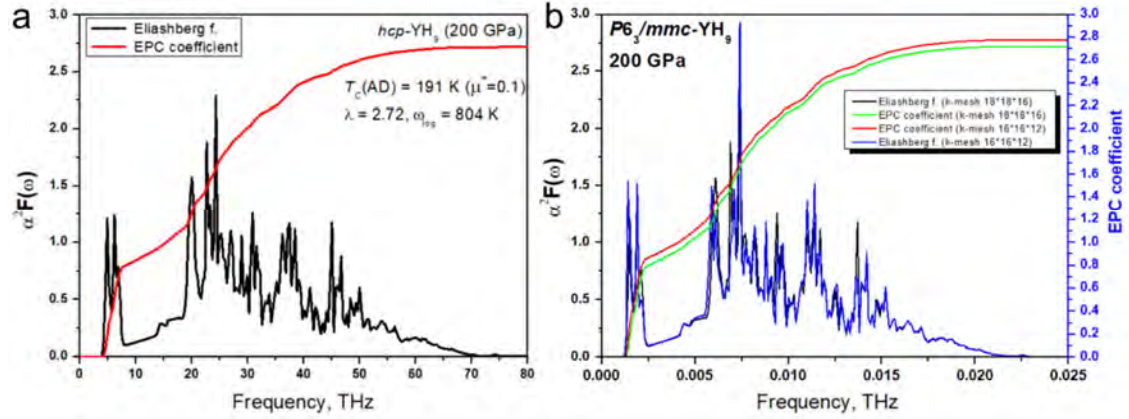 a
Eliashberg f.
EPC coefficient
hcp-YH₉ (200 GPa)
T_C(AD) = 191 K (μ*=0.1)
λ = 2.72, ω_log = 804 K
3.0
2.5
2.0
1.5
1.0
0.5
0.0
α²F(ω)
0 10 20 30 40 50 60 70 80
Frequency, THz
b
P6₃/mmc-YH₉
200 GPa
Eliashberg f. (k-mesh 18*18*16)
EPC coefficient (k-mesh 18*18*16)
EPC coefficient (k-mesh 16*16*12)
Eliashberg f. (k-mesh 16*16*12)
3.0
2.5
2.0
1.5
1.0
0.5
0.0
α²F(ω)
3.0
2.8
2.6
2.4
2.2
2.0
1.8
1.6
1.4
1.2
1.0
0.8
0.6
0.4
0.2
0.0
EPC coefficient
0.000 0.005 0.010 0.015 0.020 0.025
Frequency, THz